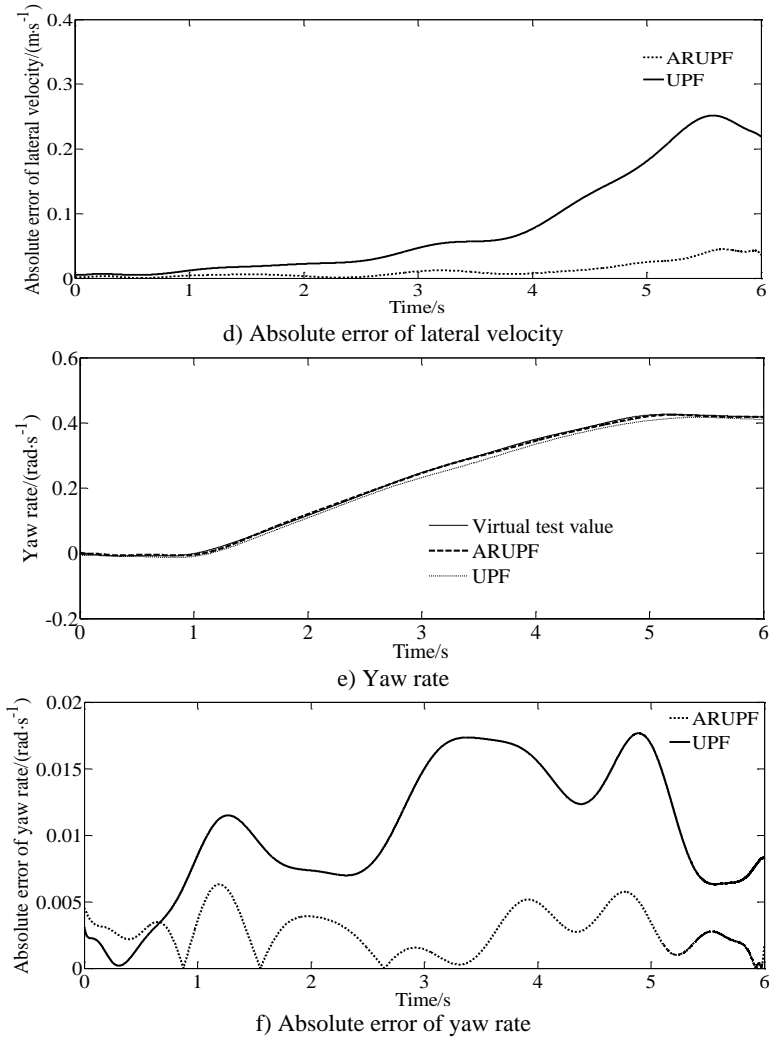 0.4
0.3
0.2
0.1
0
Absolute error of lateral velocity/(m·s-1)
ARUPF
UPF
0 1 2 3 4 5 6
Time/s
d) Absolute error of lateral velocity
0.6
0.4
0.2
0
-0.2
Yaw rate/(rad·s-1)
Virtual test value
ARUPF
UPF
0 1 2 3 4 5 6
Time/s
e) Yaw rate
0.02
0.015
0.01
0.005
0
Absolute error of yaw rate/(rad·s-1)
ARUPF
UPF
0 1 2 3 4 5 6
Time/s
f) Absolute error of yaw rate